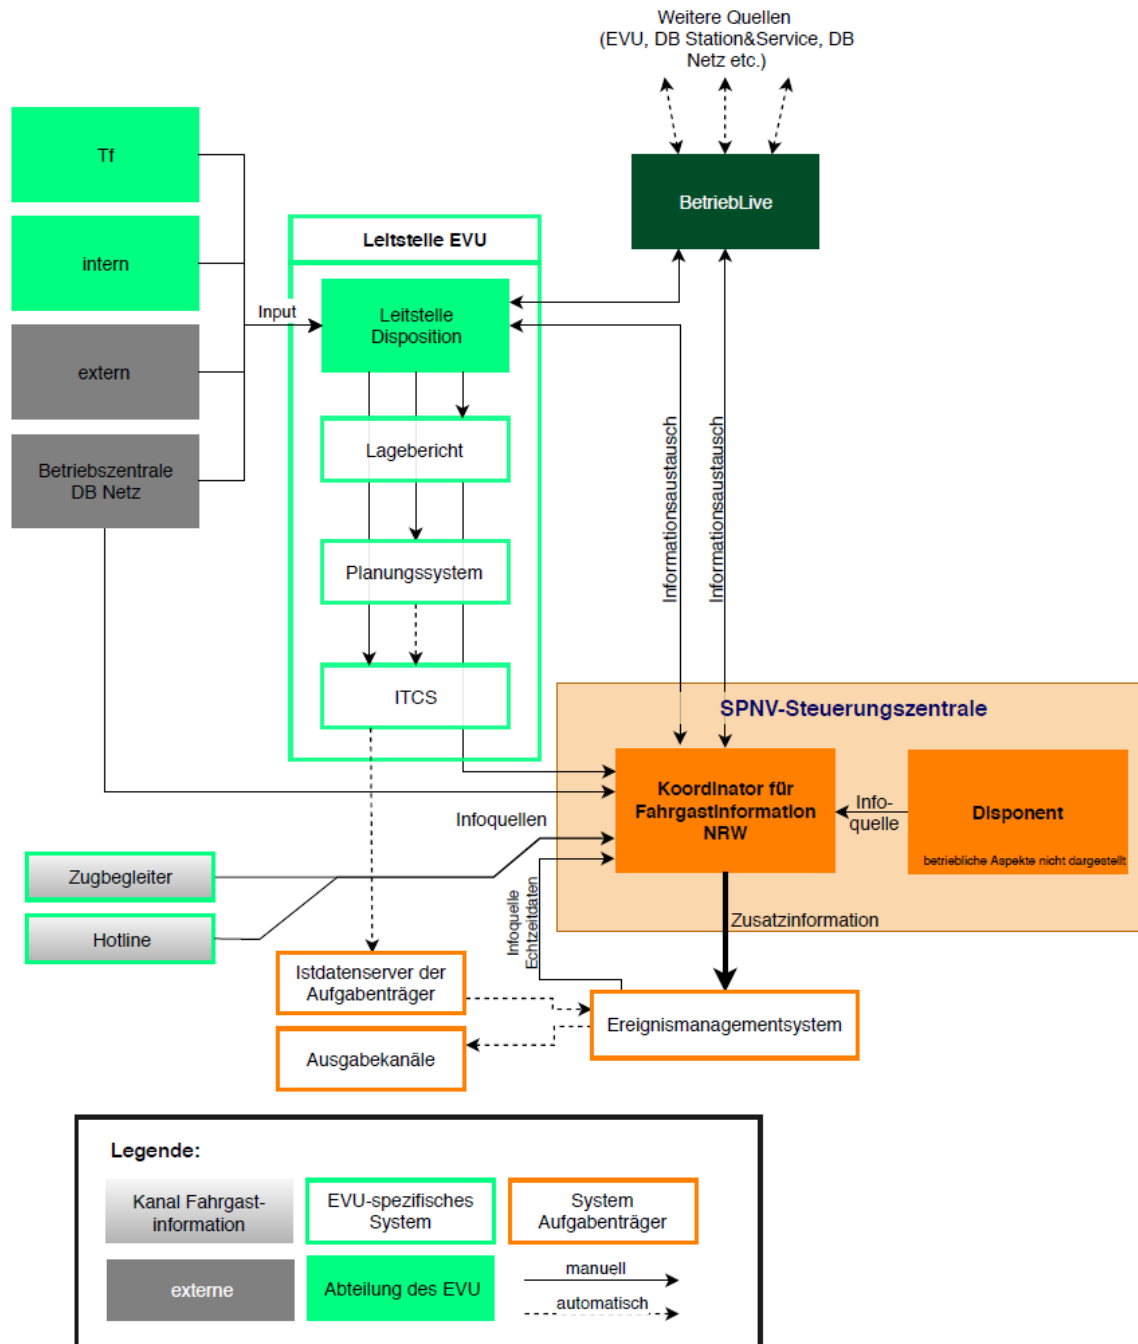 Weitere Quellen
(EVU, DB Station&Service, DB
Netz etc.)
Tf
BetriebLive
intern
Leitstelle EVU
Input
Leitstelle
Disposition
extern
Lagebericht
Betriebszentrale
DB Netz
Informationsaustausch
Informationsaustausch
Planungssystem
ITCS
SPNV-Steuerungszentrale
Koordinator für
Fahrgastinformation
NRW
Info-
quelle
Disponent
betriebliche Aspekte nicht dargestellt
Infoquellen
Zugbegleiter
Hotline
Infoquelle
Echtzeitdaten
Zusatzinformation
Istdatenserver der
Aufgabenträger
Ereignismanagementsystem
Ausgabekanäle
Legende:
Kanal Fahrgast-
information
EVU-spezifisches
System
System
Aufgabenträger
externe
Abteilung des EVU
manuell
automatisch